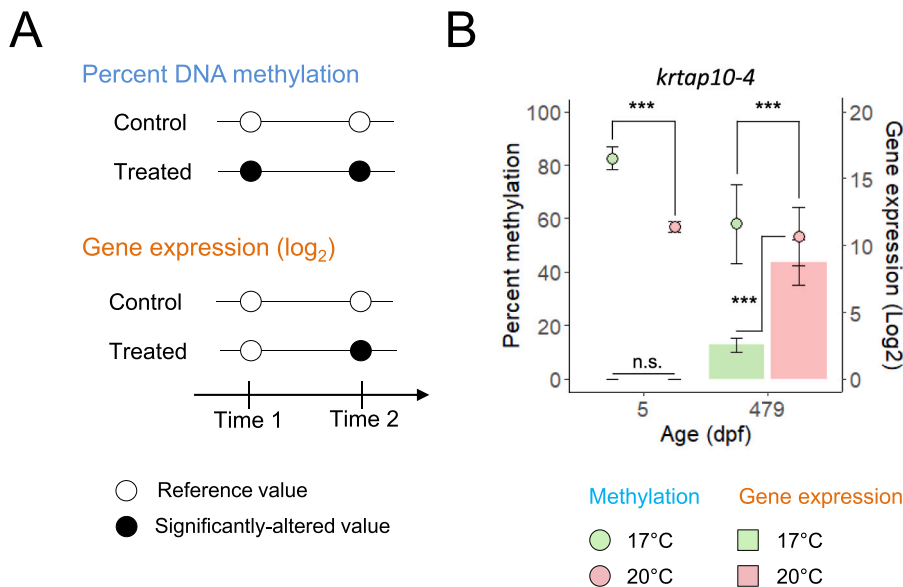 A
Percent DNA methylation
Control
Treated
Gene expression (log2)
Control
Treated
Time 1 Time 2
Reference value
Significantly-altered value
B
krtap10-4
100
80
60
40
20
0
Percent methylation
20
15
10
5
0
Gene expression (Log2)
*** ***
***
n.s.
5 479
Age (dpf)
Methylation Gene expression
17°C 17°C
20°C 20°C